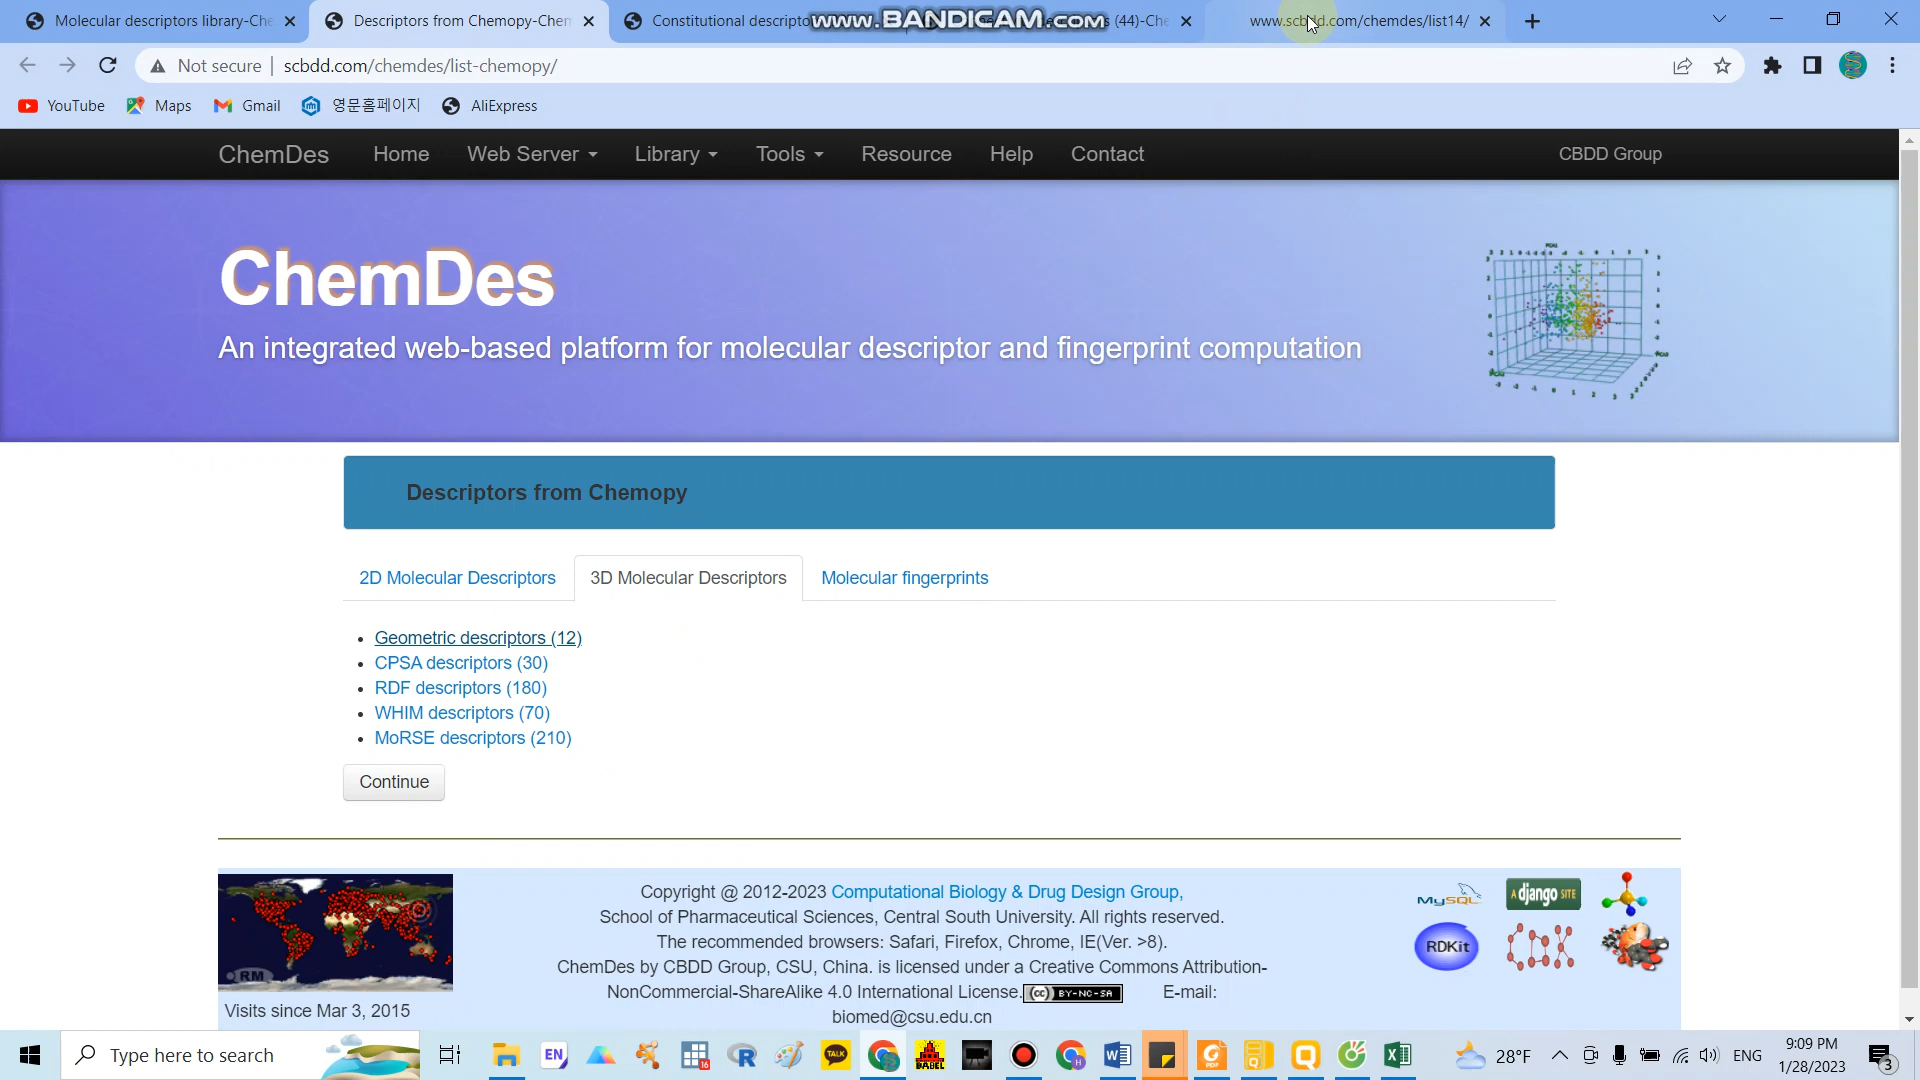 Molecular descriptors library-Che
Descriptors from Chemopy-Chem
Constitutional descripto
www.BANDICAM.com
(44)-Che
www.scbdd.com/chemdes/list14/
Not secure
scbdd.com/chemdes/list-chemopy/
YouTube
Maps
Gmail
영문홈페이지
AliExpress
ChemDes
Home
Web Server
Library
Tools
Resource
Help
Contact
CBDD Group
ChemDes
An integrated web-based platform for molecular descriptor and fingerprint computation
Descriptors from Chemopy
2D Molecular Descriptors
3D Molecular Descriptors
Molecular fingerprints
Geometric descriptors (12)
CPSA descriptors (30)
RDF descriptors (180)
WHIM descriptors (70)
MoRSE descriptors (210)
Continue
Copyright @ 2012-2023 Computational Biology & Drug Design Group,
School of Pharmaceutical Sciences, Central South University. All rights reserved.
The recommended browsers: Safari, Firefox, Chrome, IE(Ver. >8).
ChemDes by CBDD Group, CSU, China. is licensed under a Creative Commons Attribution-
NonCommercial-ShareAlike 4.0 International License. (cc) BY-NC-SA E-mail:
biomed@csu.edu.cn
RM
Visits since Mar 3, 2015
MySQL
A django SITE
RDKit
CDK
Type here to search
EN
16
R
TALK
BABEL
H
W
PDF
28°F
ENG
9:09 PM
1/28/2023
3